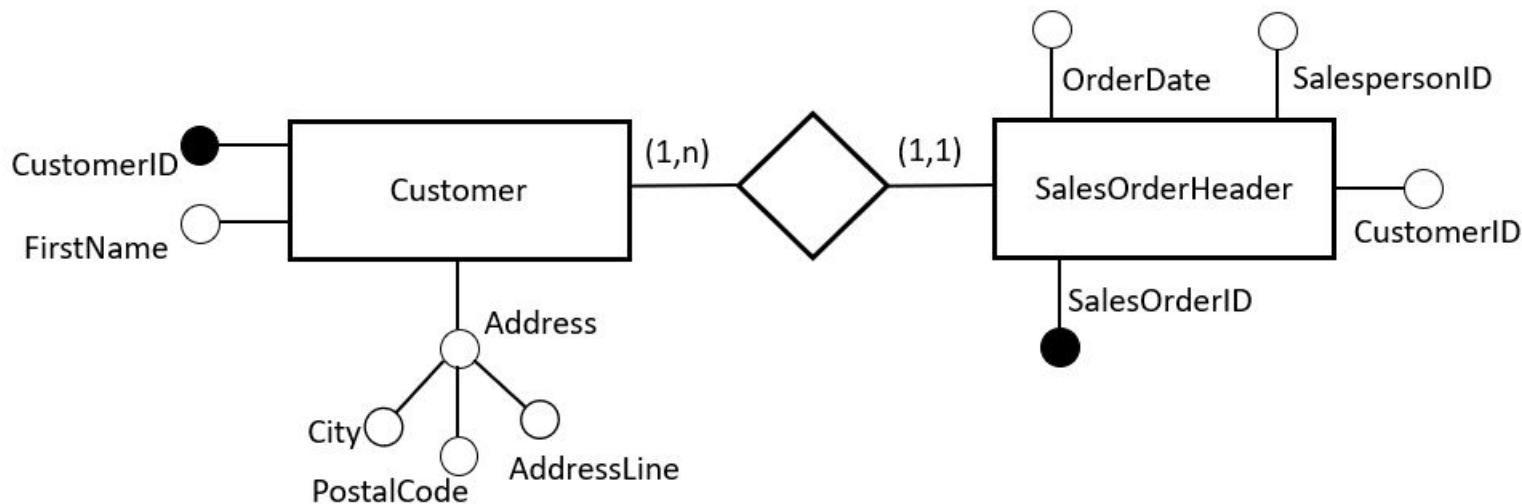 OrderDate
SalespersonID
CustomerID
Customer
(1,n)
(1,1)
SalesOrderHeader
FirstName
CustomerID
SalesOrderID
Address
City
PostalCode
AddressLine